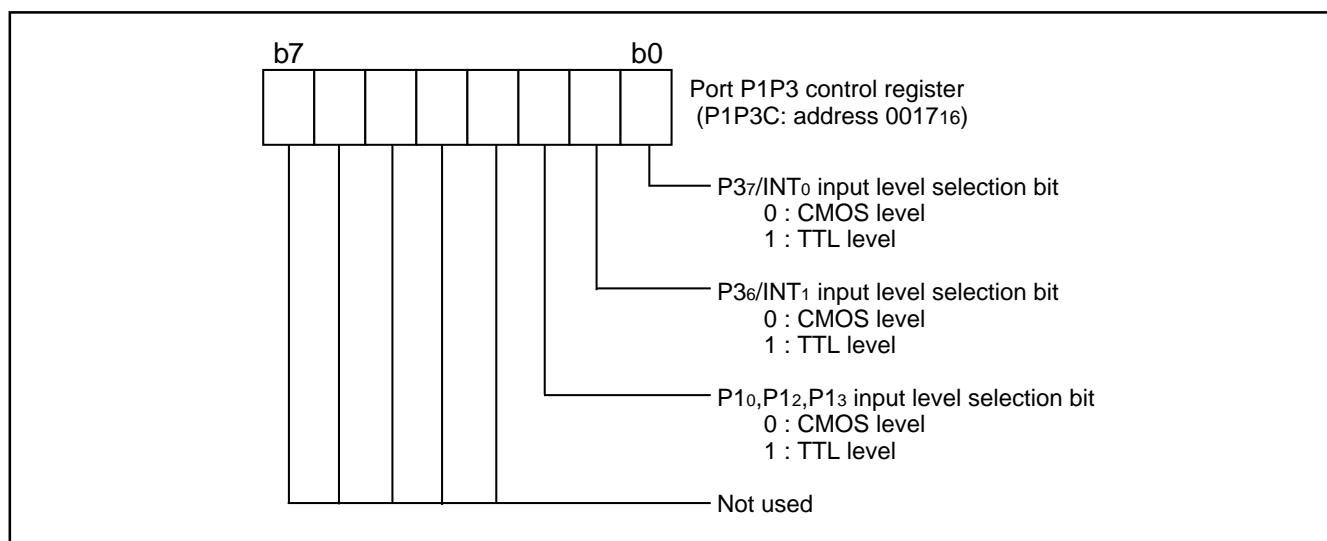 b7 b0
Port P1P3 control register
(P1P3C: address 0017₁₆)
P3₇/INT₀ input level selection bit
0 : CMOS level
1 : TTL level
P3₆/INT₁ input level selection bit
0 : CMOS level
1 : TTL level
P1₀,P1₂,P1₃ input level selection bit
0 : CMOS level
1 : TTL level
Not used